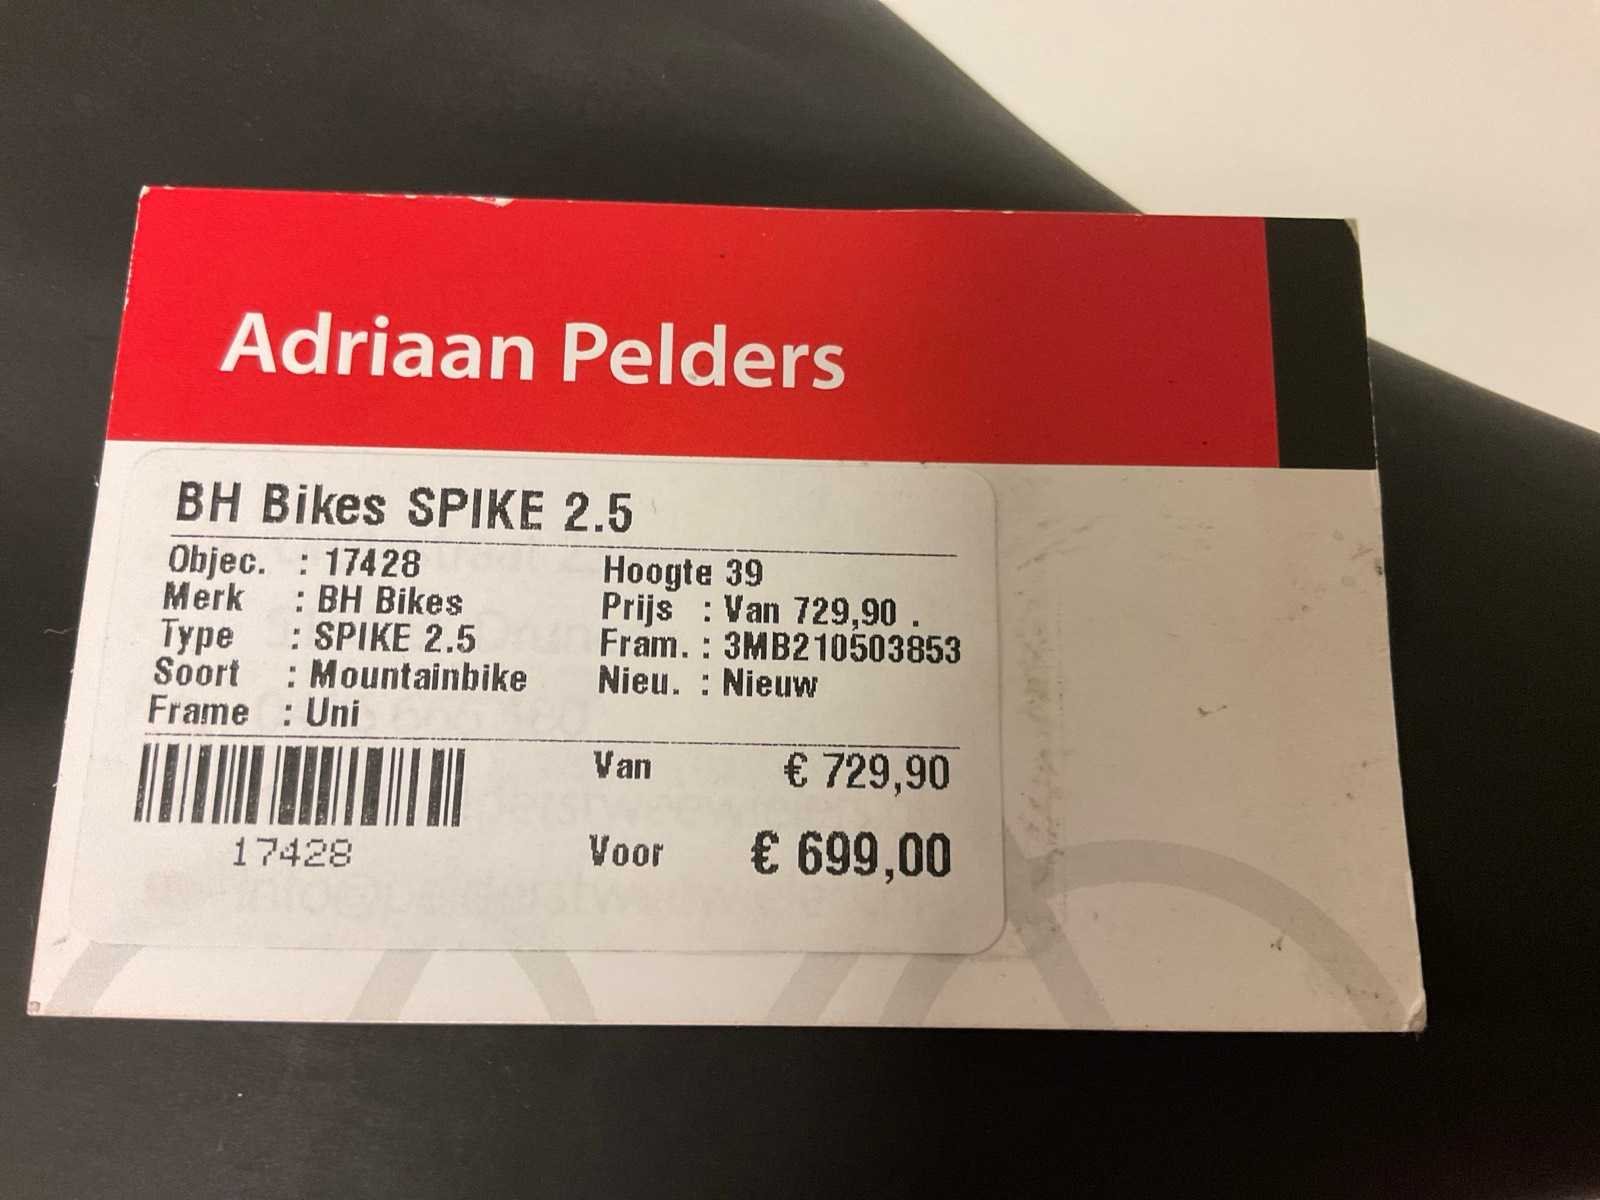 Adriaan Pelders
BH Bikes SPIKE 2.5
Objec. : 17428
Merk : BH Bikes
Type : SPIKE 2.5
Soort : Mountainbike
Frame : Uni
Hoogte 39
Prijs : Van 729,90 .
Fram. : 3MB210503853
Nieu. : Nieuw
Van € 729,90
Voor € 699,00
17428